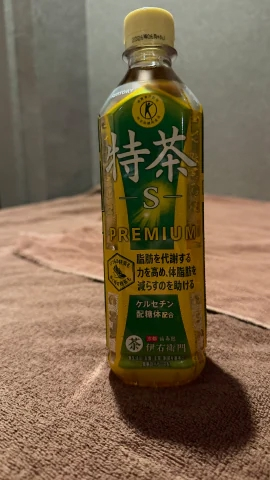 特茶
S
PREMIUM
脂肪を代謝する
力を高め、体脂肪を
減らすのを助ける
ケルセチン
配糖体配合
茶
伊右衛門